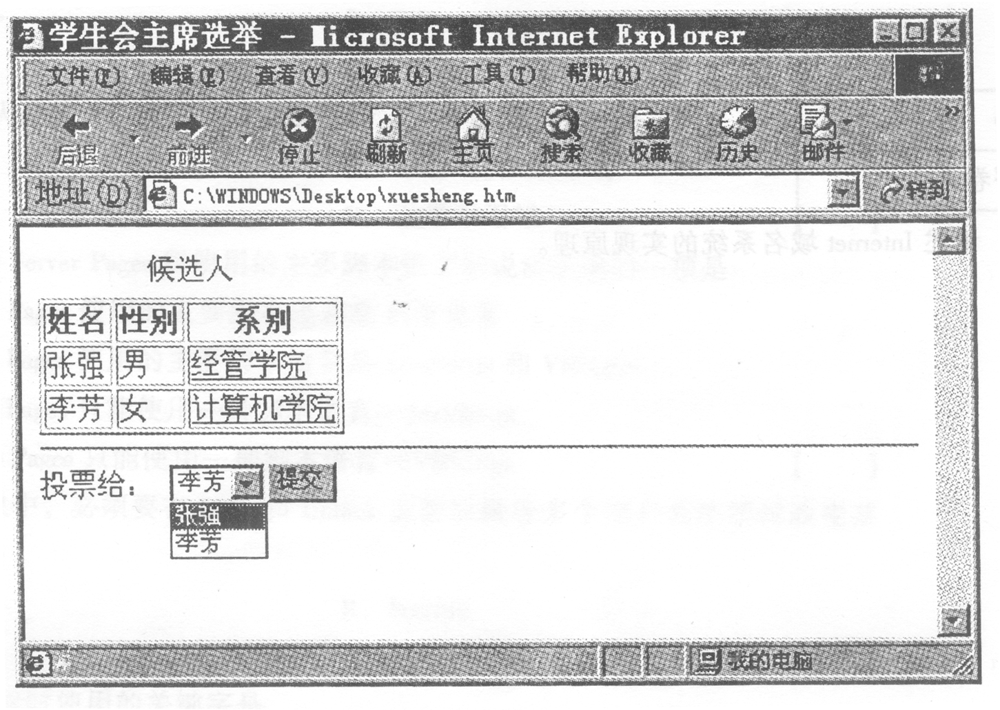 学生会主席选举 - Microsoft Internet Explorer
文件(F) 编辑(E) 查看(V) 收藏(A) 工具(T) 帮助(H)
后退 前进 停止 刷新 主页 搜索 收藏 历史 邮件 »
地址(D) C:\WINDOWS\Desktop\xuesheng.htm 转到
候选人
姓名 性别 系别
张强 男 经管学院
李芳 女 计算机学院
投票给: 李芳 提交
张强
李芳
我的电脑